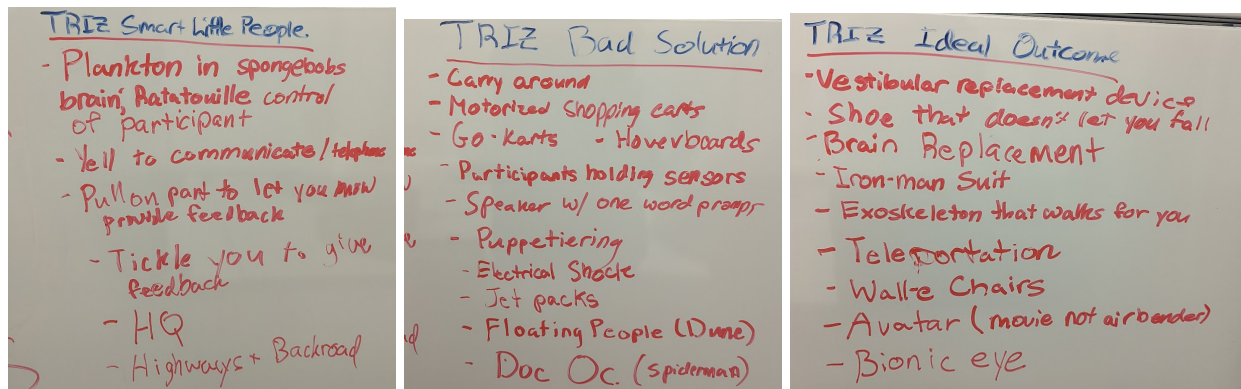 TRIZ Smart Little People.
- Plankton in spongebobs
brain, Ratatouille control
of participant
- Yell to communicate/telephone
- Pull on part to let you know
provide feedback
- Tickle you to give
feedback
- HQ
- Highways + Backroad
TRIZ Bad Solution
- Carry around
- Motorized shopping carts
- Go-Karts - Hoverboards
- Participants holding sensors
- Speaker w/ one word prompt
- Puppetiering
- Electrical Shock
- Jet packs
- Floating People (Dune)
- Doc Oc. (spiderman)
TRIZ Ideal Outcome
- Vestibular replacement device
- Shoe that doesn't let you fall
- Brain Replacement
- Iron-man Suit
- Exoskeleton that walks for you
- Teleportation
- Wall-e Chairs
- Avatar (movie not airbender)
- Bionic eye